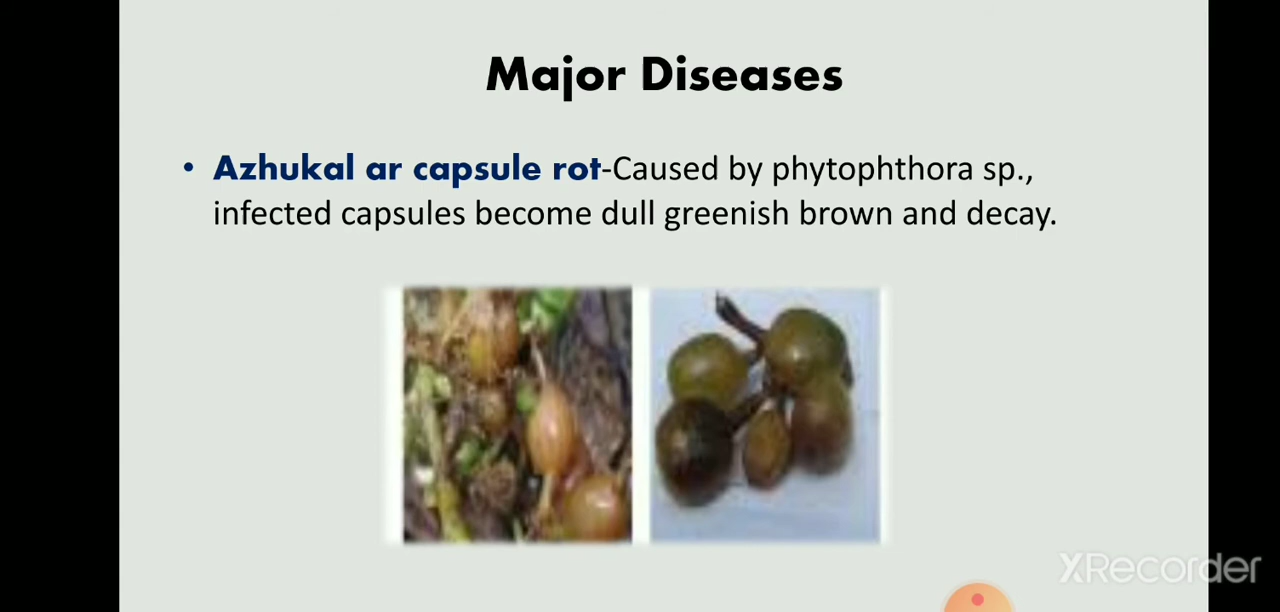 Major Diseases
• Azhukal ar capsule rot-Caused by phytophthora sp.,
infected capsules become dull greenish brown and decay.
XRecorder